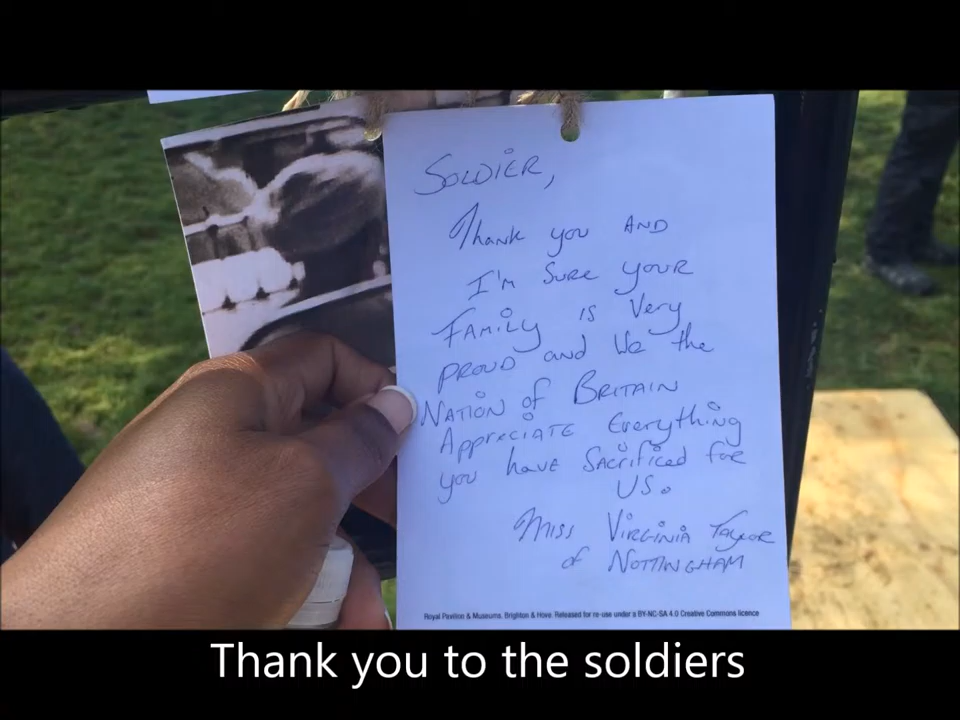 SOLDIER,
Thank you AND
I'm Sure your
FAMILY is Very
PROUD and We the
NATION of BRITAIN
APPreciATE Everything
you have SAcrificed For
US.
Miss VIRGINIA TAYLOR
of NOTTINGHAM
Royal Pavilion & Museums, Brighton & Hove. Released for re-use under a BY-NC-SA 4.0 Creative Commons licence
Thank you to the soldiers